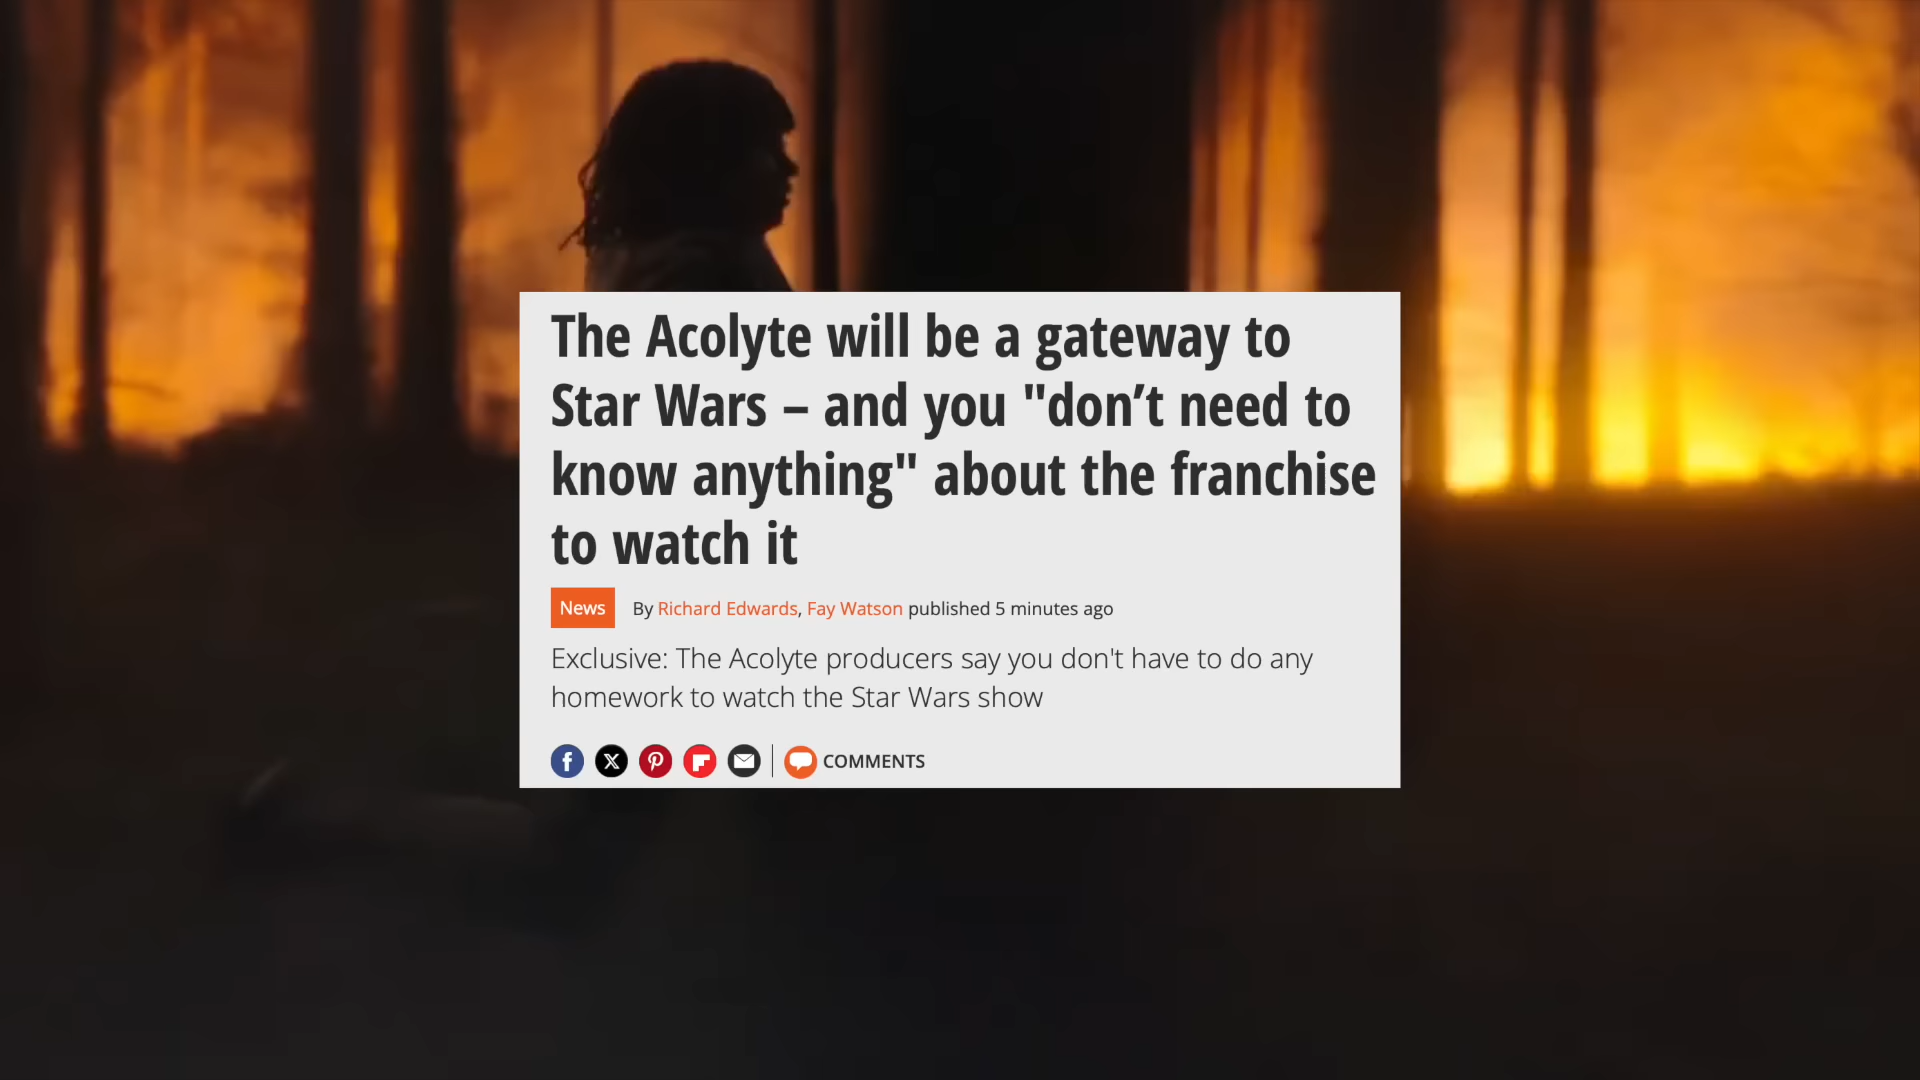 The Acolyte will be a gateway to
Star Wars – and you "don’t need to
know anything" about the franchise
to watch it
News By Richard Edwards, Fay Watson published 5 minutes ago
Exclusive: The Acolyte producers say you don't have to do any
homework to watch the Star Wars show
COMMENTS